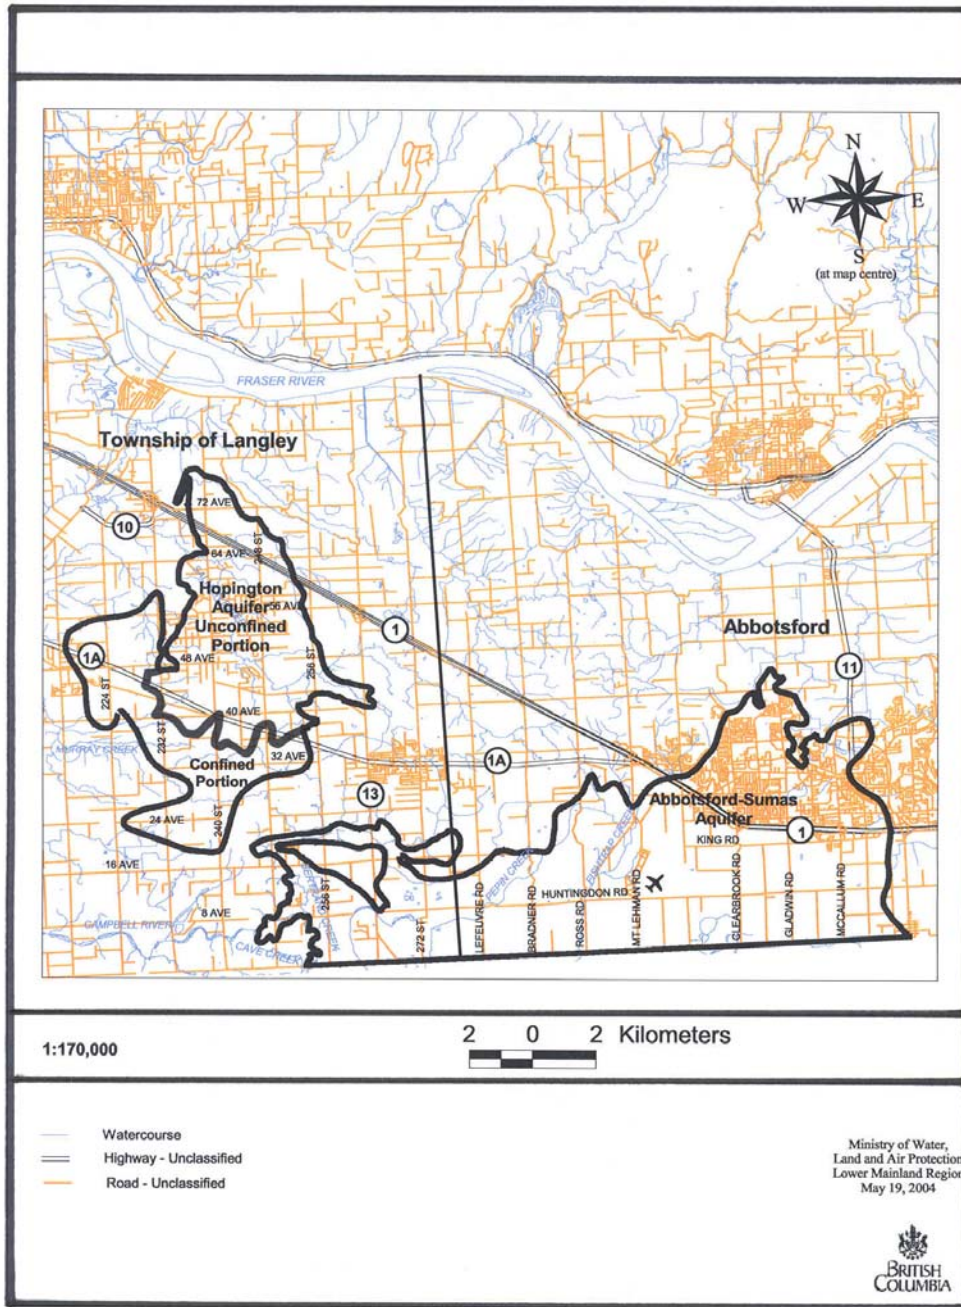 N
W
E
S
(at map centre)
FRASER RIVER
Township of Langley
72 AVE
10
64 AVE
248 ST
Hopington
Aquifer
56 AVE
Unconfined
Portion
1
Abbotsford
48 AVE
1A
256 ST
11
224 ST
40 AVE
232 ST
MURRAY CREEK
32 AVE
1A
Confined
Portion
13
Abbotsford-Sumas
Aquifer
24 AVE
240 ST
1
KING RD
16 AVE
256 ST
PEPIN CREEK
HUNTINGDON RD
8 AVE
CAMPBELL RIVER
CAVE CREEK
272 ST
LEFEUVRE RD
BRADNER RD
ROSS RD
MT LEHMAN RD
CLEARBROOK RD
GLADWIN RD
MCCALLUM RD
1:170,000
2 0 2 Kilometers
Watercourse
Highway - Unclassified
Road - Unclassified
Ministry of Water,
Land and Air Protection
Lower Mainland Region
May 19, 2004
BRITISH
COLUMBIA